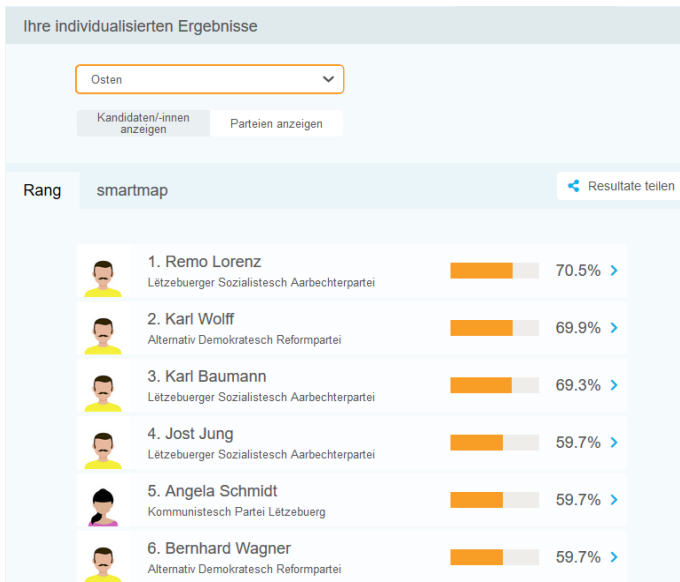 Ihre individualisierten Ergebnisse
Osten
Kandidaten/-innen
anzeigen
Parteien anzeigen
Rang
smartmap
Resultate teilen
1. Remo Lorenz
Lëtzebuerger Sozialistesch Aarbechterpartei
70.5%
2. Karl Wolff
Alternativ Demokratesch Reformpartei
69.9%
3. Karl Baumann
Lëtzebuerger Sozialistesch Aarbechterpartei
69.3%
4. Jost Jung
Lëtzebuerger Sozialistesch Aarbechterpartei
59.7%
5. Angela Schmidt
Kommunistesch Partei Lëtzebuerg
59.7%
6. Bernhard Wagner
Alternativ Demokratesch Reformpartei
59.7%